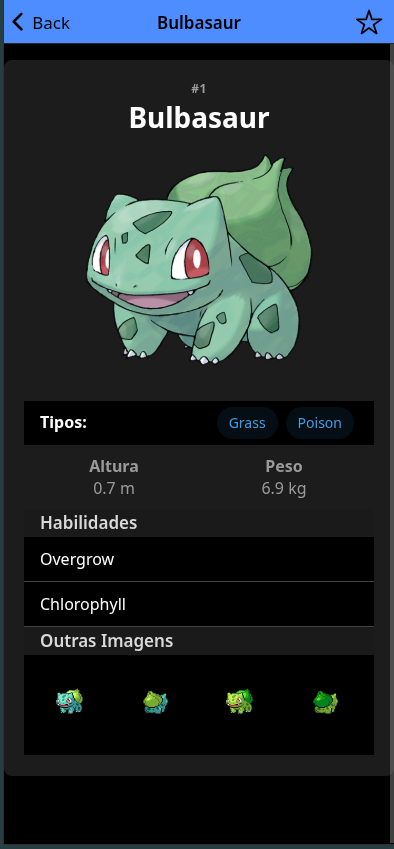 Back
Bulbasaur
#1
Bulbasaur
Tipos:
Grass
Poison
Altura
Peso
0.7 m
6.9 kg
Habilidades
Overgrow
Chlorophyll
Outras Imagens